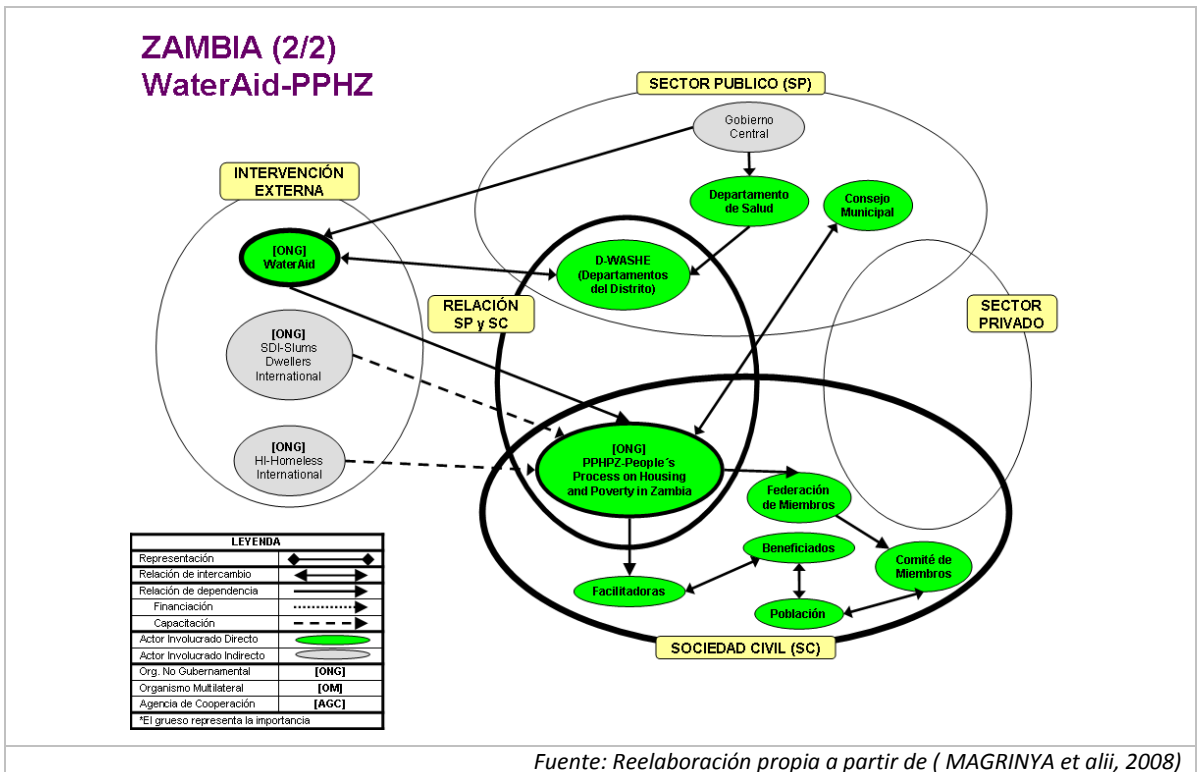 ZAMBIA (2/2)
WaterAid-PPHZ
SECTOR PUBLICO (SP)
Gobierno
Central
INTERVENCIÓN
EXTERNA
Departamento
de Salud
Consejo
Municipal
[ONG]
WaterAid
D-WASHE
(Departamentos
del Distrito)
RELACIÓN
SP y SC
SECTOR
PRIVADO
[ONG]
SDI-Slums
Dwellers
International
[ONG]
HI-Homeless
International
[ONG]
PPHPZ-People´s
Process on Housing
and Poverty in Zambia
Federación
de Miembros
Beneficiados
Comité de
Miembros
Facilitadoras
Población
SOCIEDAD CIVIL (SC)
LEYENDA
Representación
Relación de intercambio
Relación de dependencia
Financiación
Capacitación
Actor Involucrado Directo
Actor Involucrado Indirecto
Org. No Gubernamental [ONG]
Organismo Multilateral [OM]
Agencia de Cooperación [AGC]
*El grueso representa la importancia
Fuente: Reelaboración propia a partir de ( MAGRINYA et alii, 2008)